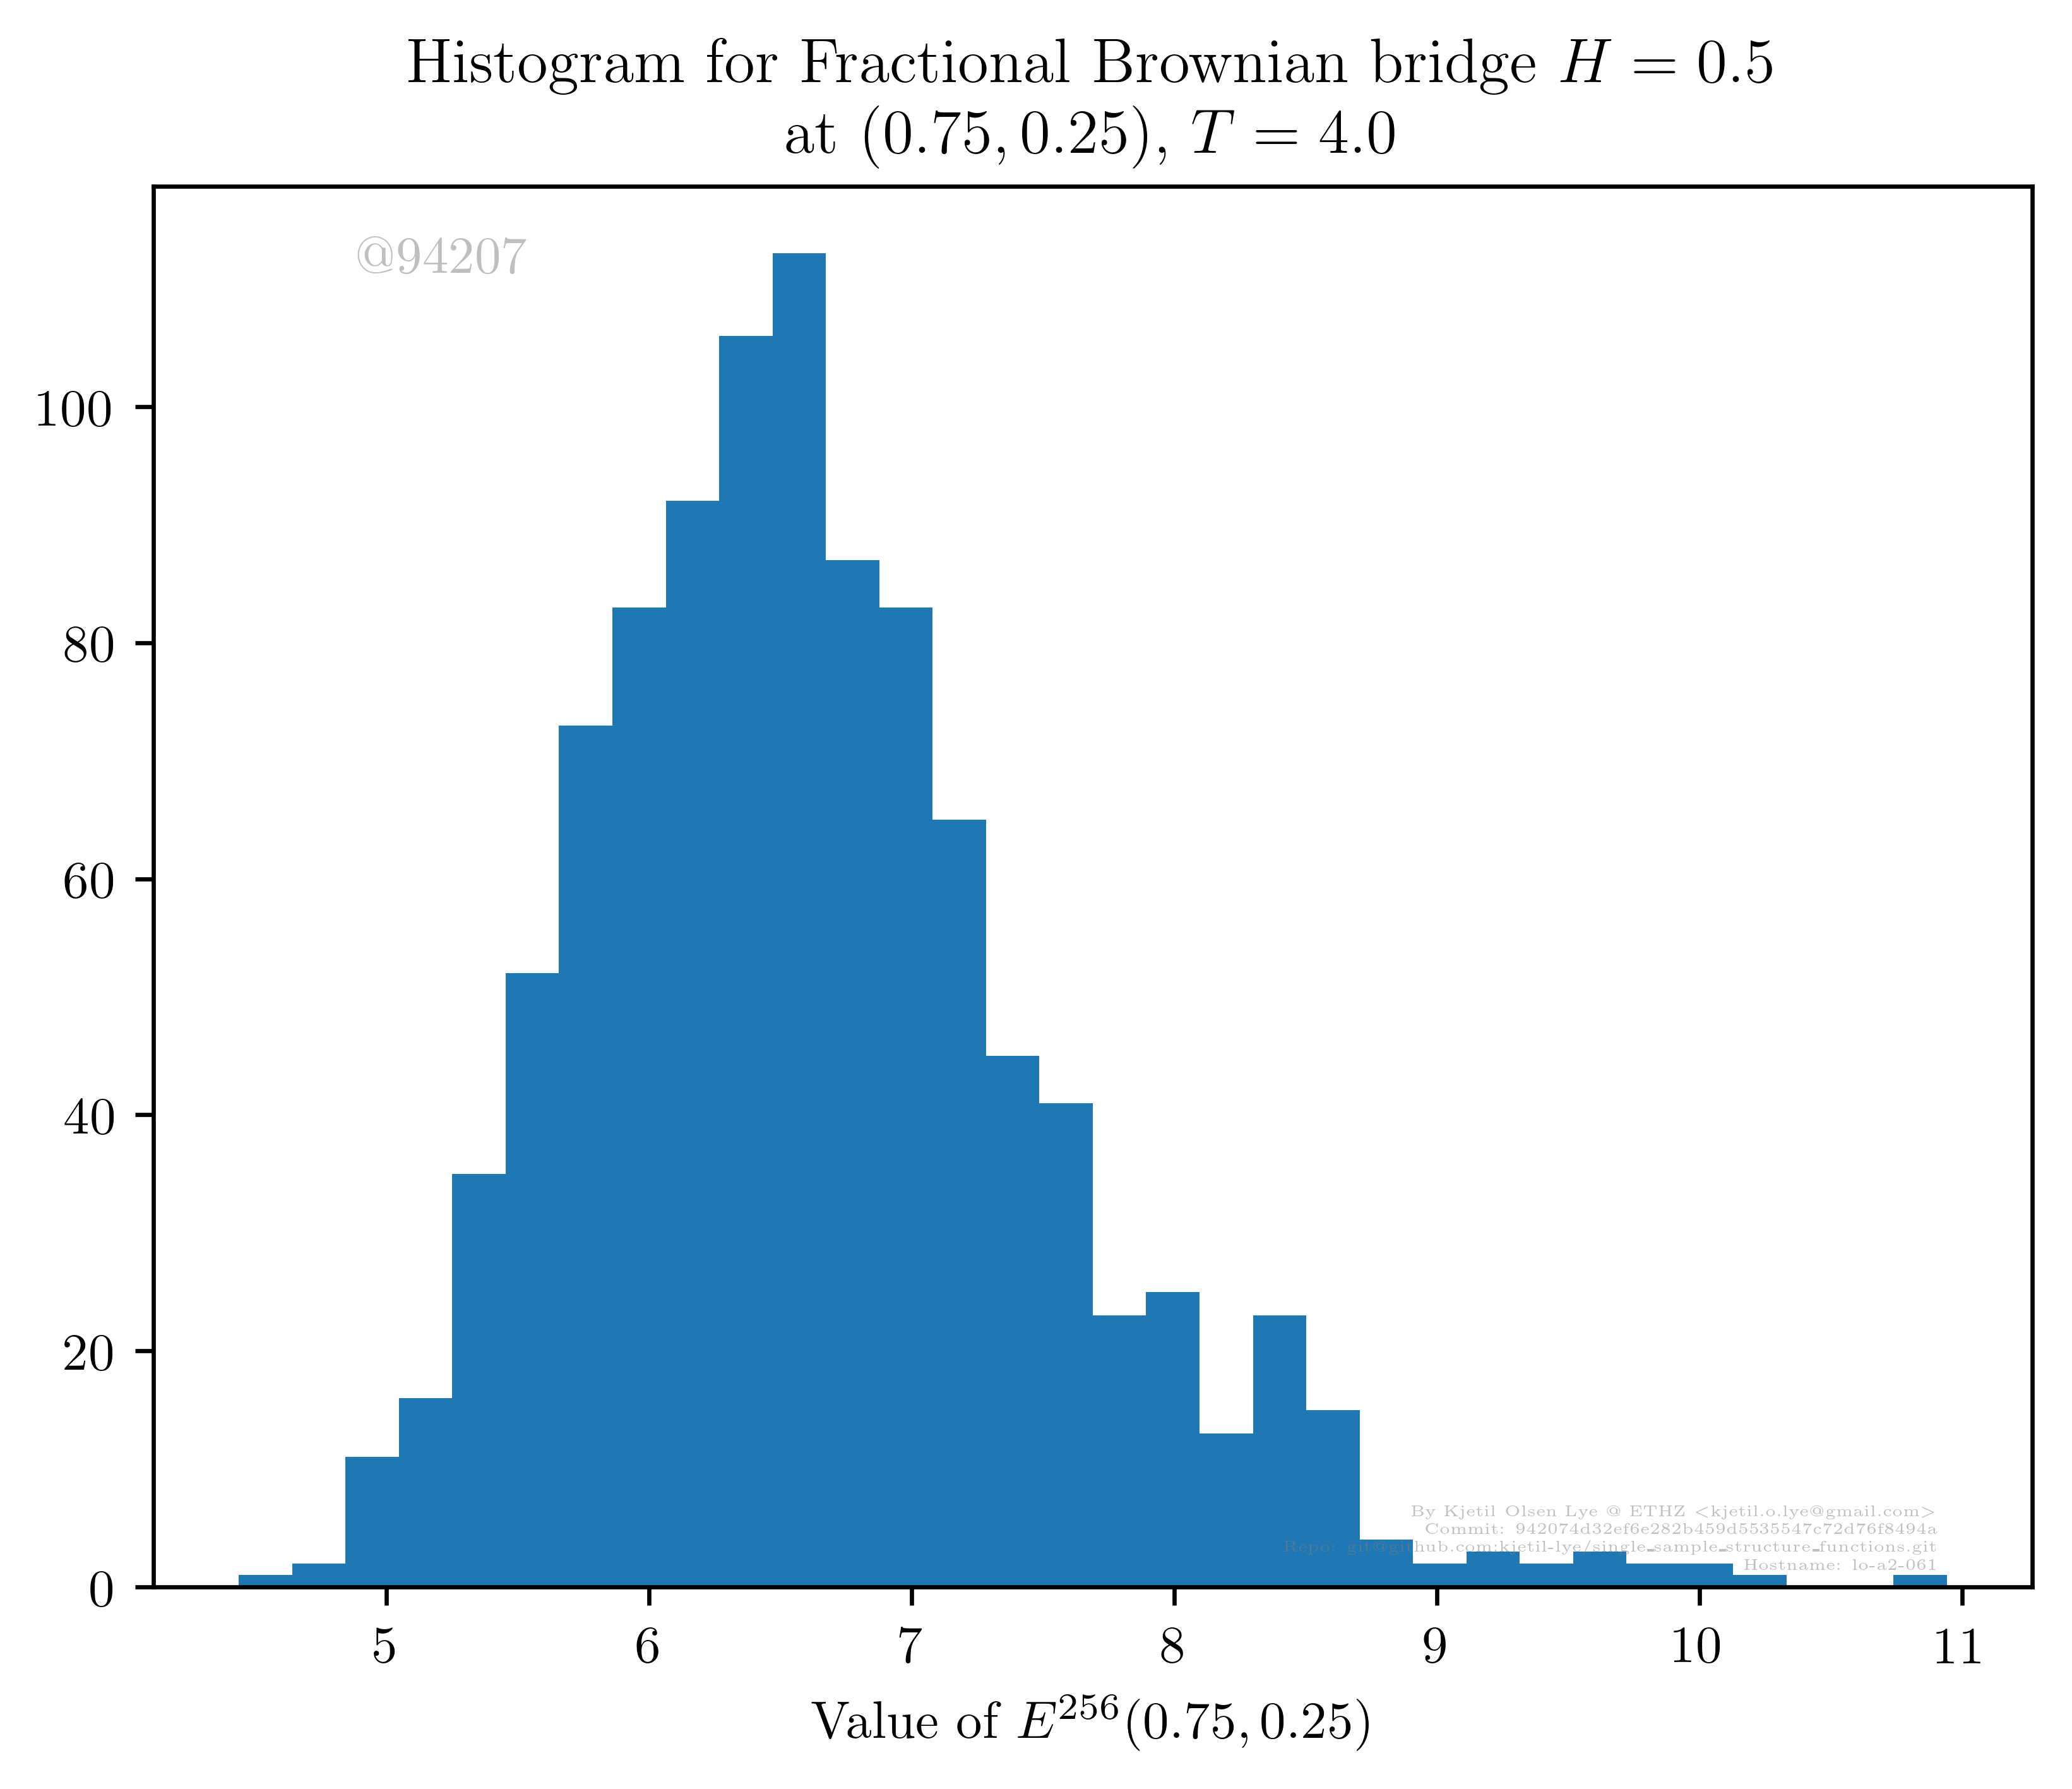 Histogram for Fractional Brownian bridge H = 0.5
at (0.75, 0.25), T = 4.0
@94207
100
80
60
40
20
0
By Kjetil Olsen Lye @ ETHZ <kjetil.o.lye@gmail.com>
Commit: 942074d32ef6e282b459d5535547c72d76f8494a
Repo: git@github.com:kjetil-lye/single_sample_structure_functions.git
Hostname: lo-a2-061
5 6 7 8 9 10 11
Value of E^256(0.75, 0.25)